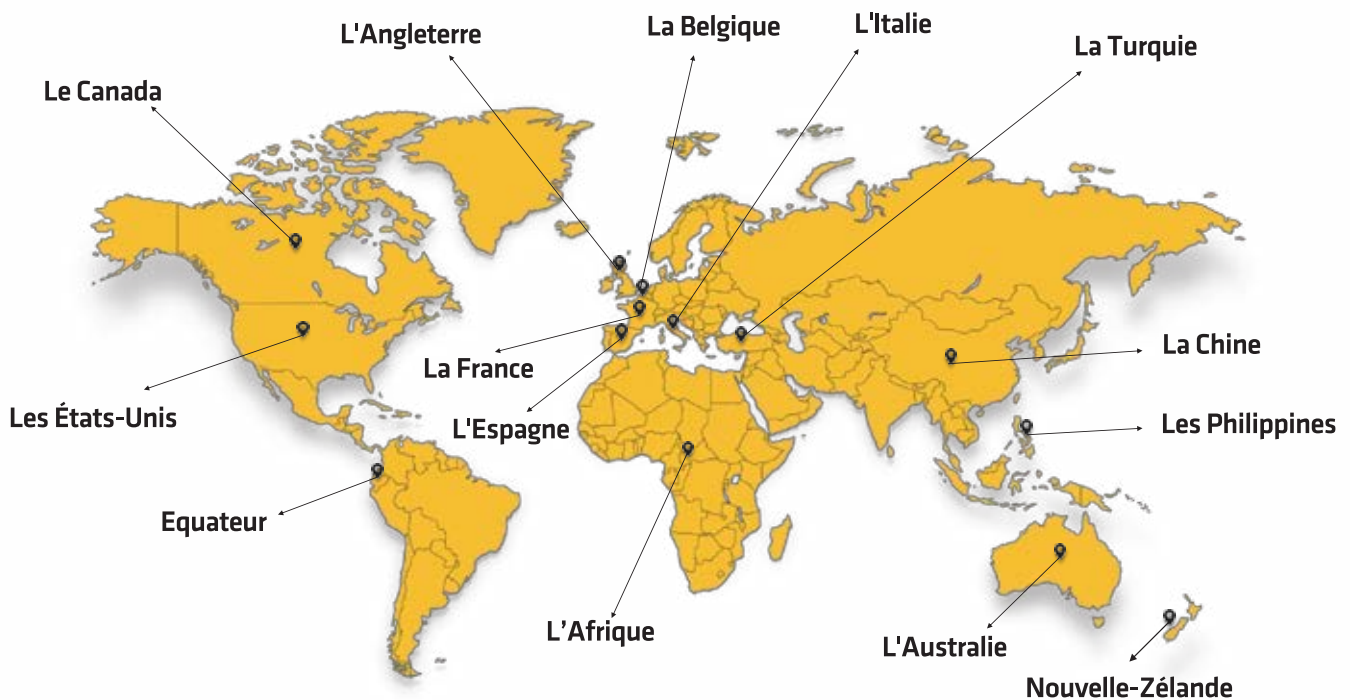 L'Angleterre
La Belgique
L'Italie
La Turquie
Le Canada
La France
La Chine
Les États-Unis
L'Espagne
Les Philippines
Equateur
L’Afrique
L'Australie
Nouvelle-Zélande